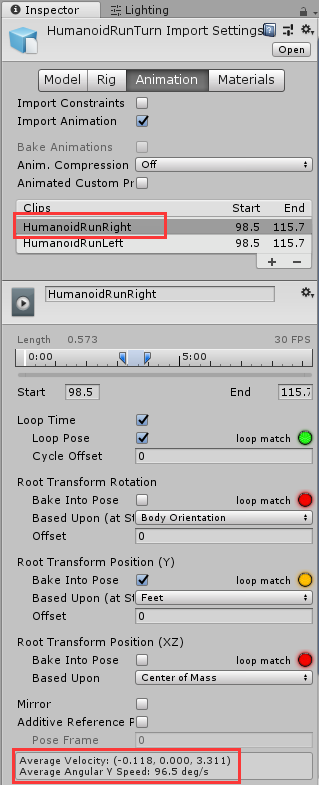 Inspector Lighting
HumanoidRunTurn Import Settings
Open
Model Rig Animation Materials
Import Constraints
Import Animation
Bake Animations
Anim. Compression Off
Animated Custom Pr
Clips Start End
HumanoidRunRight 98.5 115.7
HumanoidRunLeft 98.5 115.7
+ -
HumanoidRunRight
Length 0.573 30 FPS
0:00 5:00
Start 98.5 End 115.7
Loop Time
Loop Pose loop match
Cycle Offset 0
Root Transform Rotation
Bake Into Pose loop match
Based Upon (at St Body Orientation
Offset 0
Root Transform Position (Y)
Bake Into Pose loop match
Based Upon (at St Feet
Offset 0
Root Transform Position (XZ)
Bake Into Pose loop match
Based Upon Center of Mass
Mirror
Additive Reference P
Pose Frame 0
Average Velocity: (-0.118, 0.000, 3.311)
Average Angular Y Speed: 96.5 deg/s